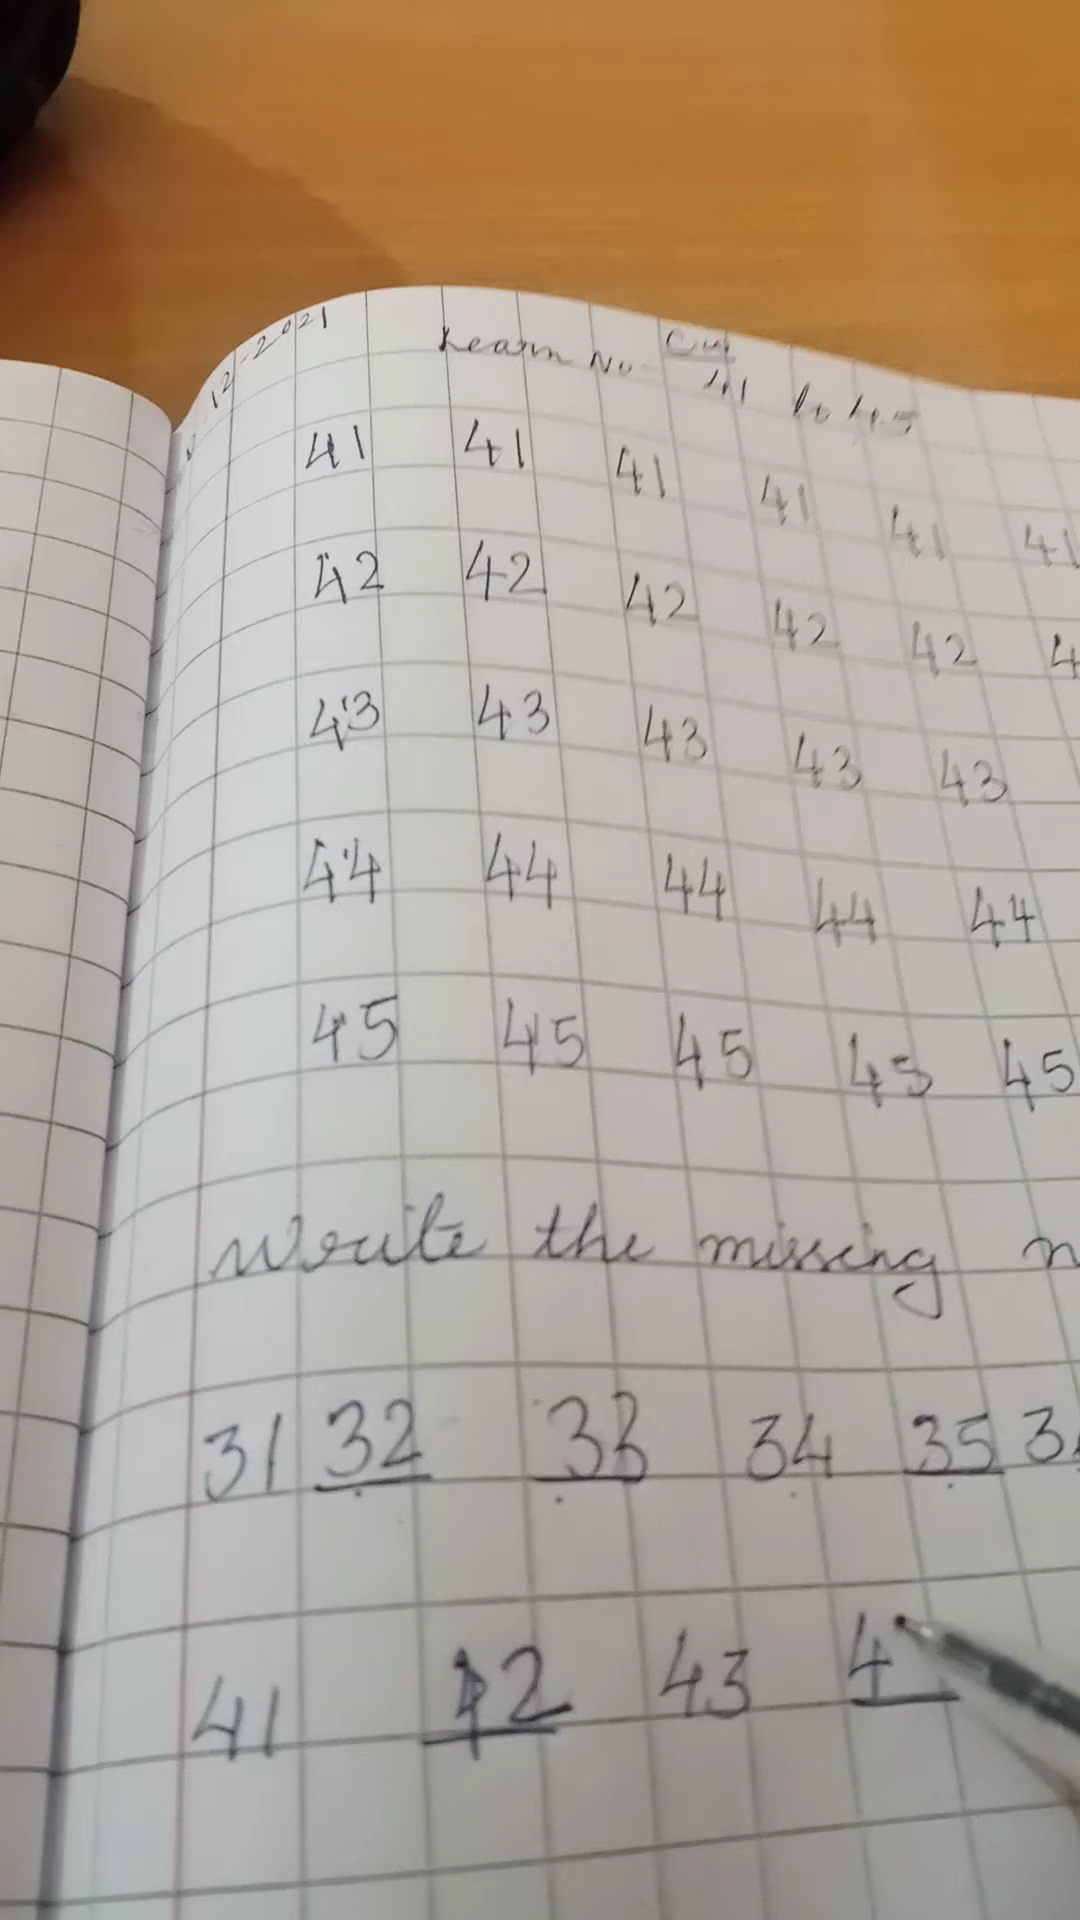 12-2021
Learn No- 41 to 45
41 41 41 41 41 41
42 42 42 42 42 4
43 43 43 43 43
44 44 44 44 44
45 45 45 45 45
Write the missing n
31 32 33 34 35 3
41 42 43 4